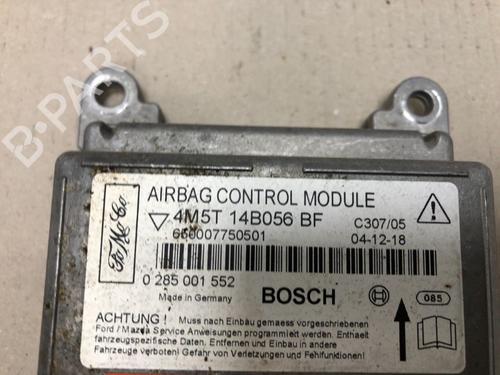 B-PARTS
AIRBAG CONTROL MODULE
4M5T 14B056 BF
C307/05
650007750501
04-12-18
FoMoCo
0 285 001 552
Made in Germany
BOSCH
085
ACHTUNG ! Muss nach Einbau gemaess vorgeschriebenen
Ford / Mazda Service Anweisungen programmiert werden. Enthaelt
fahrzeugspezifische Daten. Entfernen und Einbau in andere
Fahrzeuge verboten! Gefahr von Verletzungen und Fehlfunktionen!